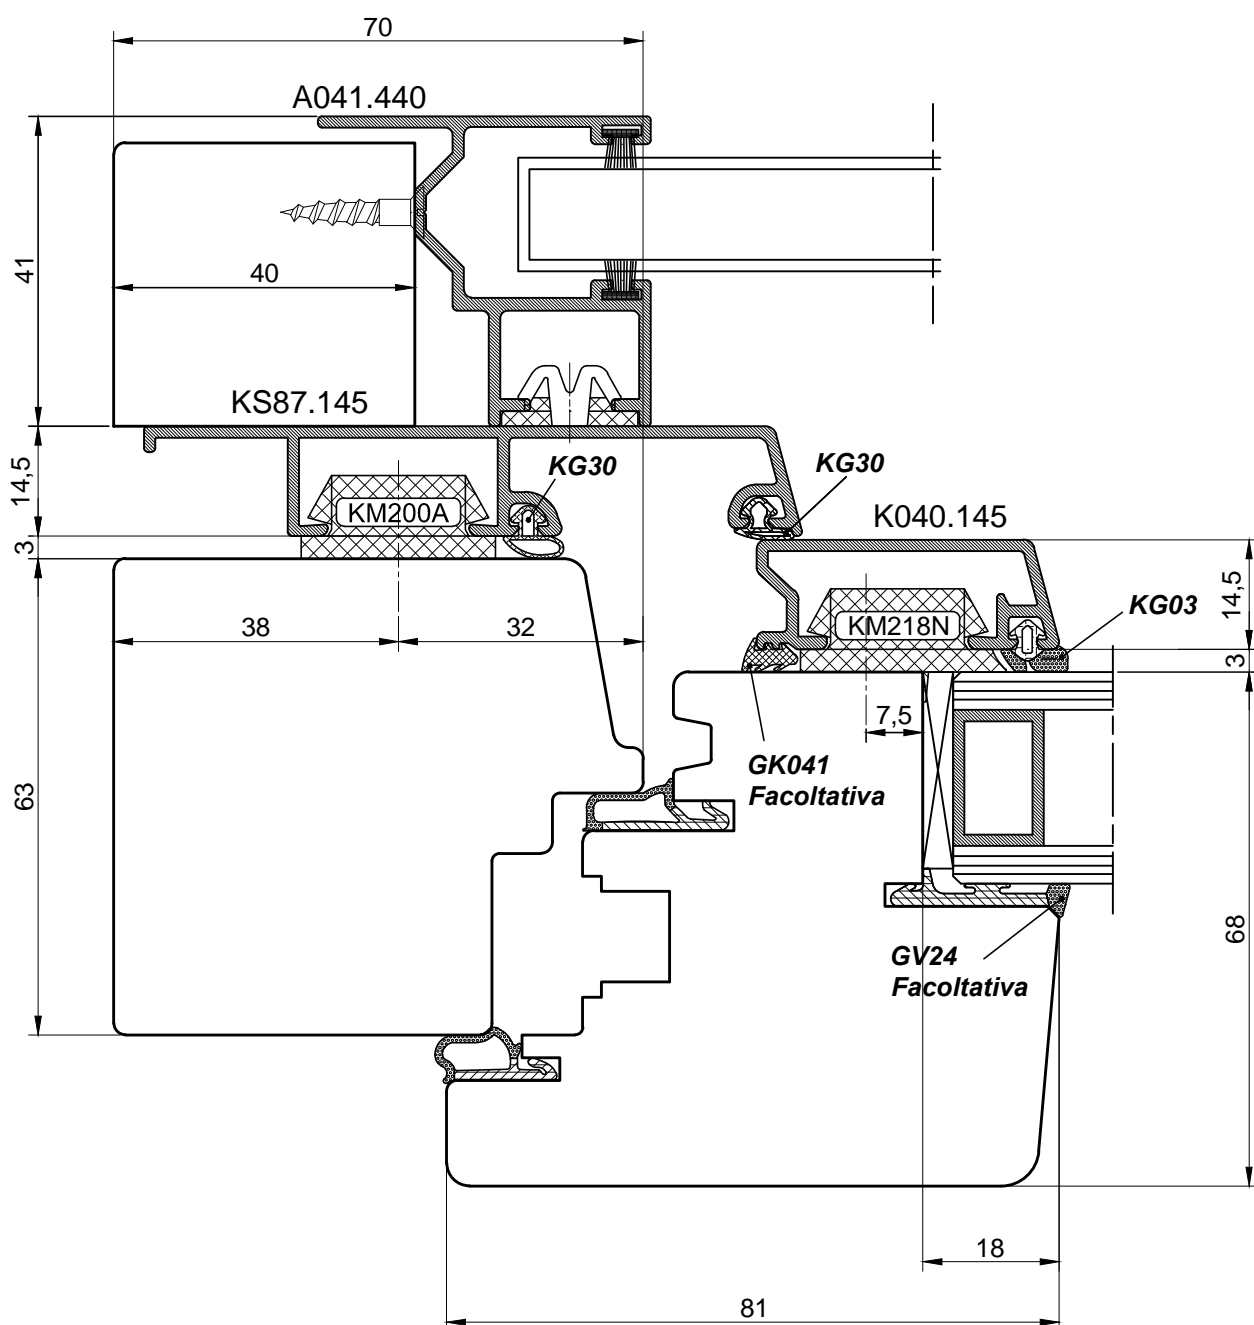 70
A041.440
41
40
KS87.145
14,5
KG30
KG30
KM200A
K040.145
3
14,5
KG03
38
32
KM218N
3
7,5
GK041
Facoltativa
63
68
GV24
Facoltativa
18
81